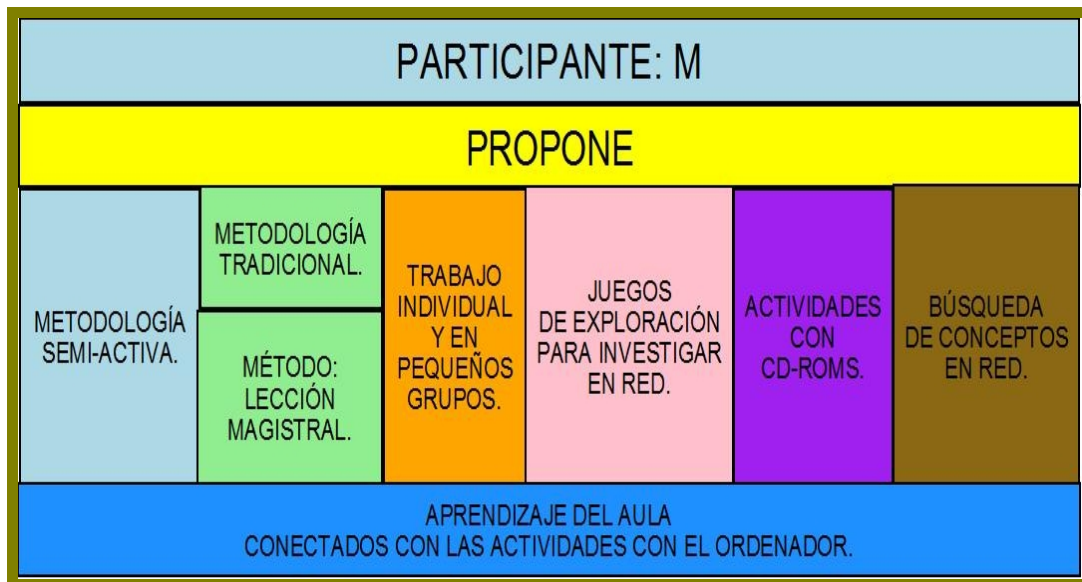 PARTICIPANTE: M
PROPONE
METODOLOGÍA
SEMI-ACTIVA.
METODOLOGÍA
TRADICIONAL.
MÉTODO:
LECCIÓN
MAGISTRAL.
TRABAJO
INDIVIDUAL
Y EN
PEQUEÑOS
GRUPOS.
JUEGOS
DE EXPLORACIÓN
PARA INVESTIGAR
EN RED.
ACTIVIDADES
CON
CD-ROMS.
BÚSQUEDA
DE CONCEPTOS
EN RED.
APRENDIZAJE DEL AULA
CONECTADOS CON LAS ACTIVIDADES CON EL ORDENADOR.